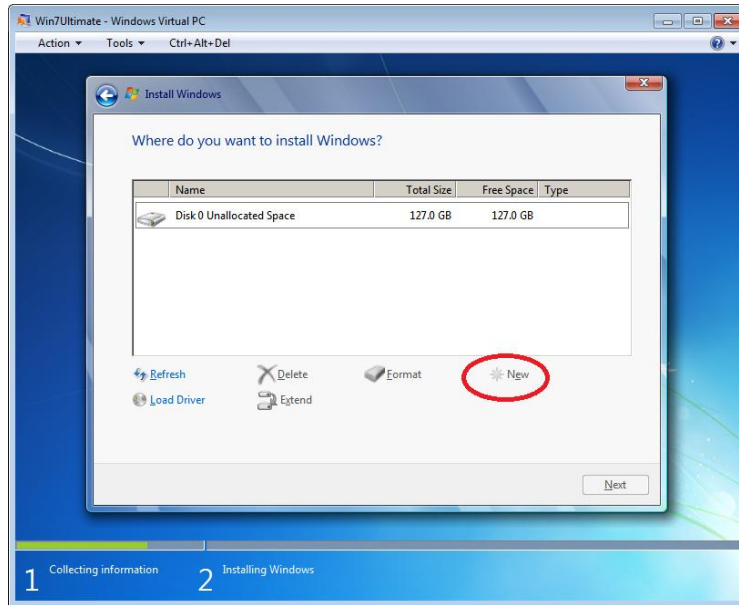 Win7Ultimate - Windows Virtual PC
Action Tools Ctrl+Alt+Del
Install Windows
Where do you want to install Windows?
Name Total Size Free Space Type
Disk 0 Unallocated Space 127.0 GB 127.0 GB
Refresh Delete Format New
Load Driver Extend
Next
1 Collecting information 2 Installing Windows